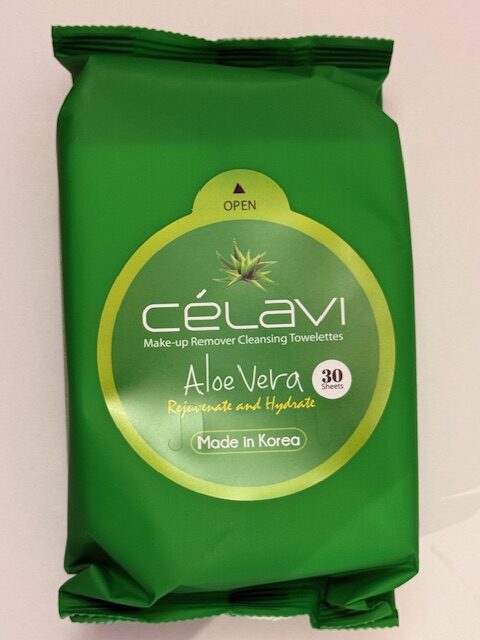 OPEN
CéLAVI
Make-up Remover Cleansing Towelettes
Aloe Vera
30
Sheets
Rejuvenate and Hydrate
Made in Korea